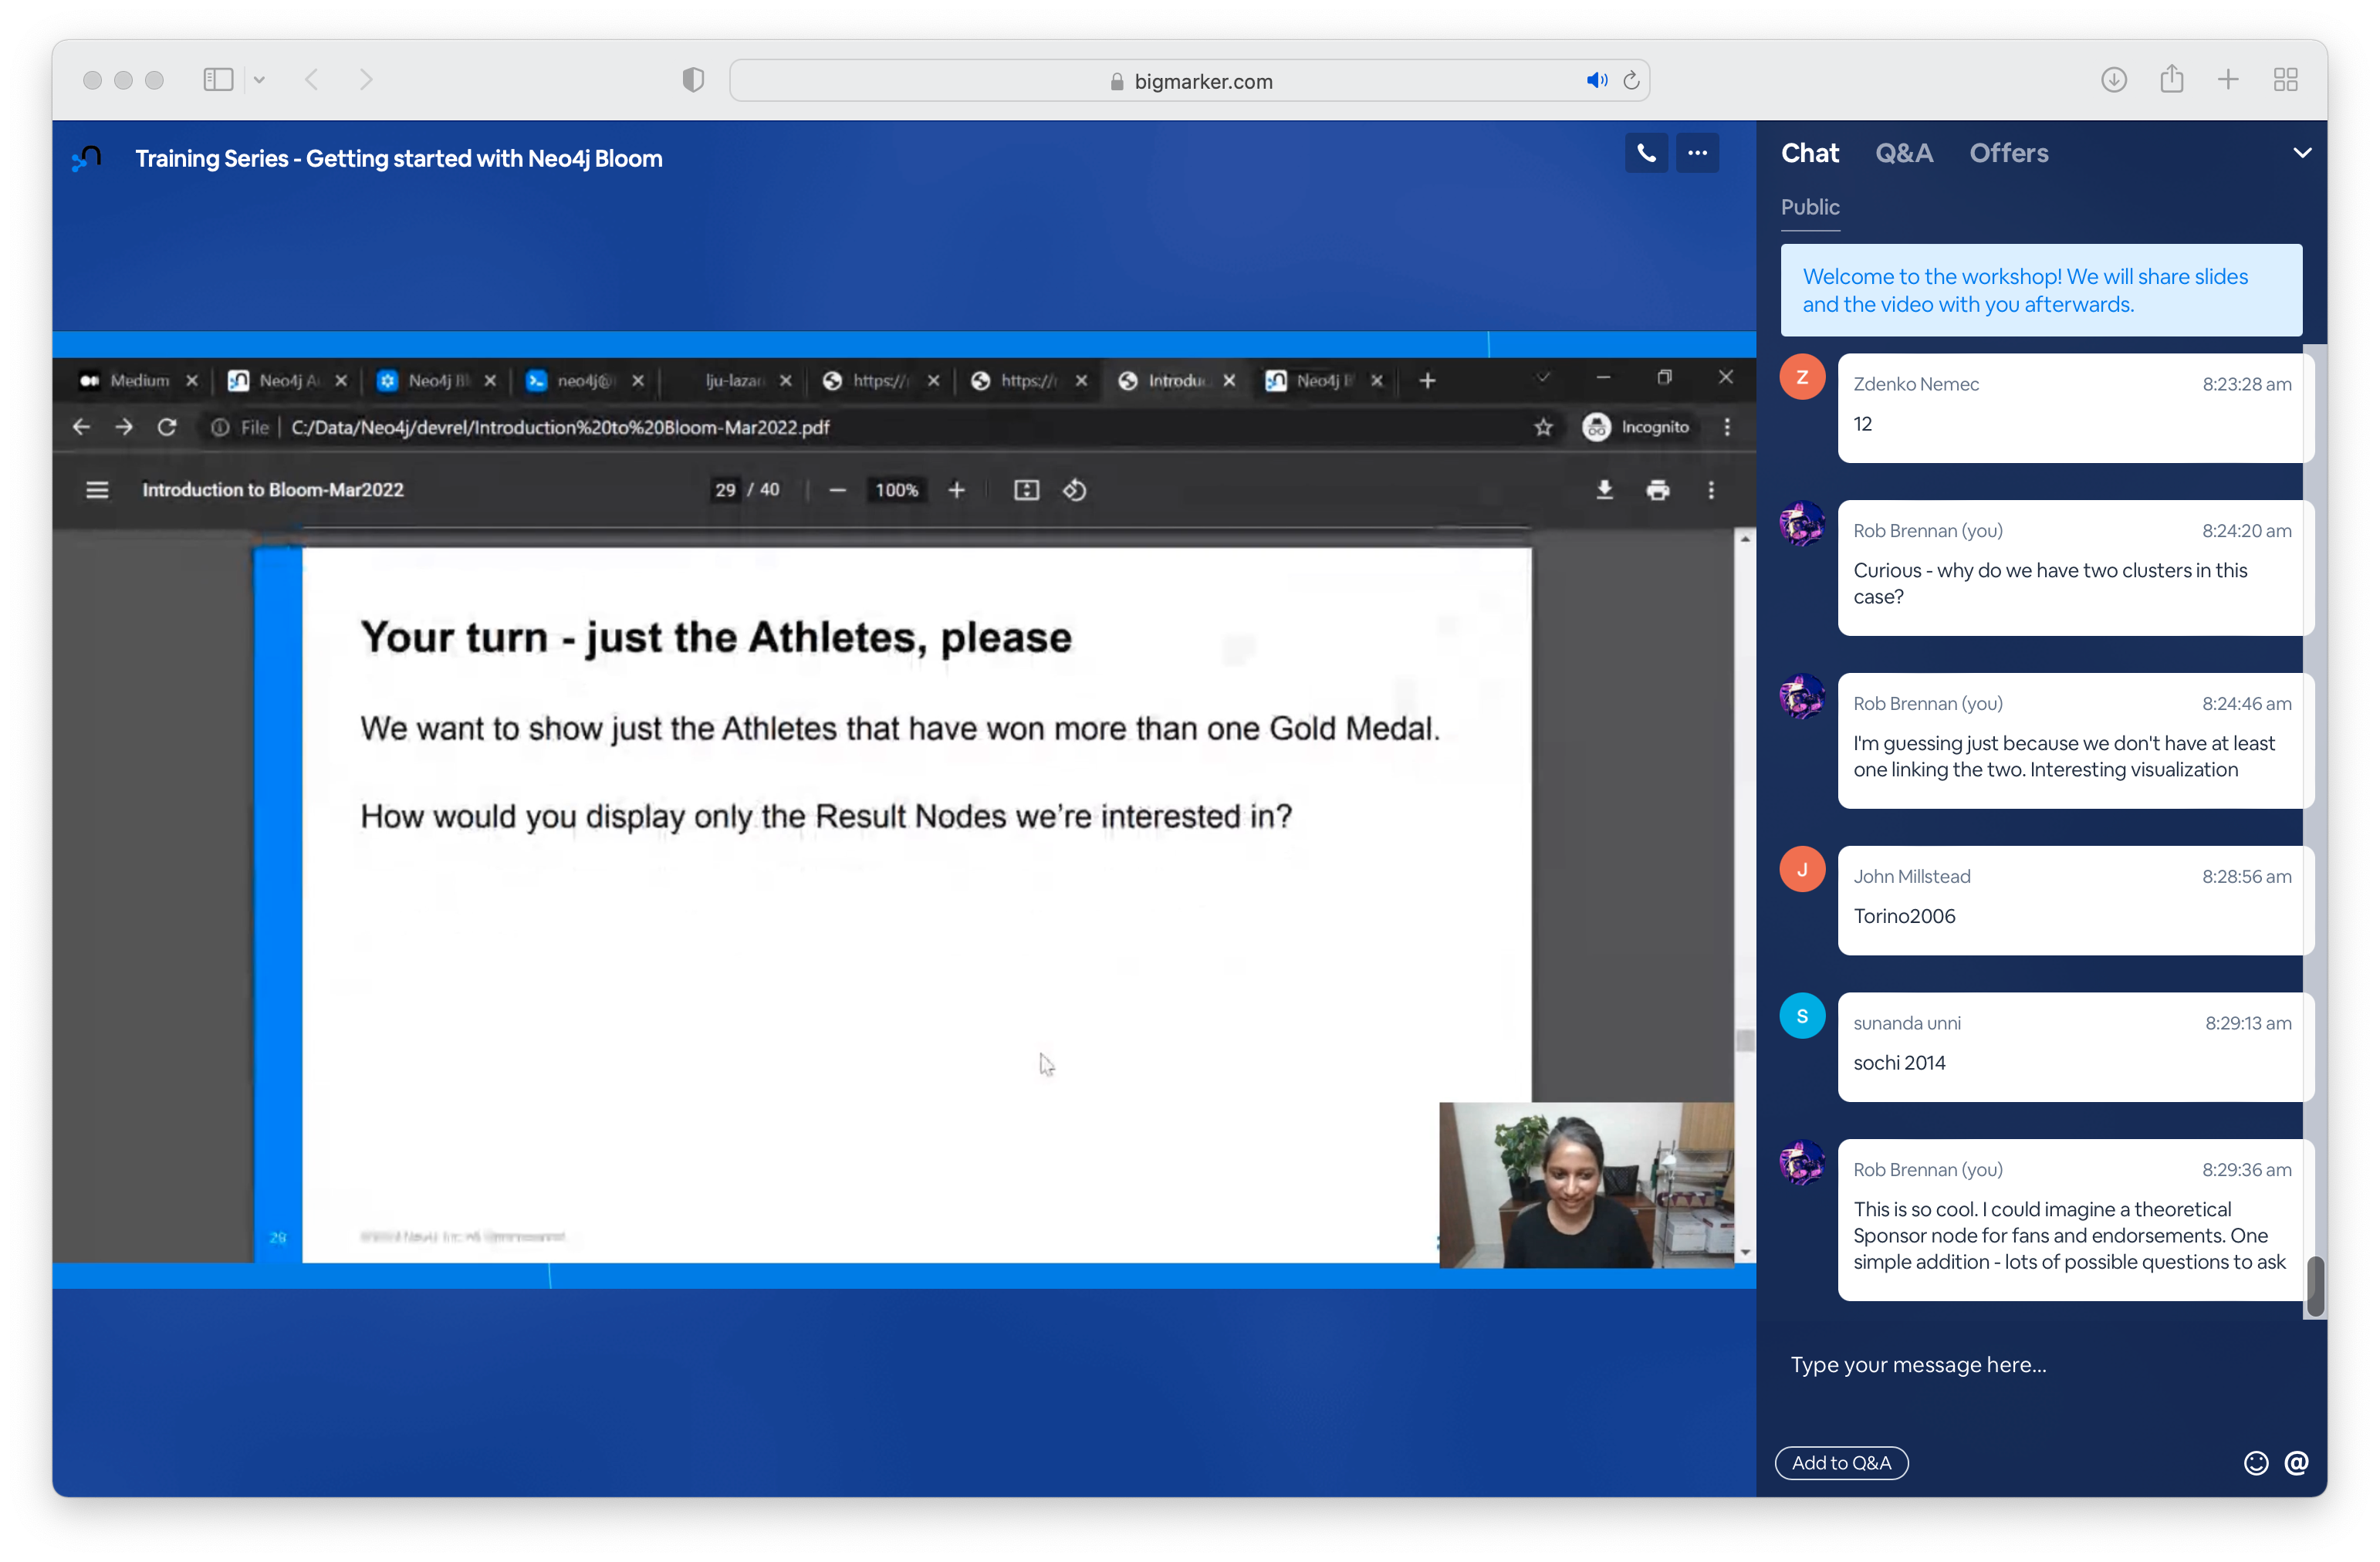 bigmarker.com
Training Series - Getting started with Neo4j Bloom
Medium
Neo4j
Neo4j
neo4j@
lju-lazar
https://
https://
Introdu
Neo4j
File
C:/Data/Neo4j/devrel/Introduction%20to%20Bloom-Mar2022.pdf
Incognito
Introduction to Bloom-Mar2022
29 / 40
100%
Your turn - just the Athletes, please
We want to show just the Athletes that have won more than one Gold Medal.
How would you display only the Result Nodes we're interested in?
29
Chat Q&A Offers
Public
Welcome to the workshop! We will share slides
and the video with you afterwards.
Z
Zdenko Nemec 8:23:28 am
12
Rob Brennan (you) 8:24:20 am
Curious - why do we have two clusters in this
case?
Rob Brennan (you) 8:24:46 am
I'm guessing just because we don't have at least
one linking the two. Interesting visualization
J
John Millstead 8:28:56 am
Torino2006
S
sunanda unni 8:29:13 am
sochi 2014
Rob Brennan (you) 8:29:36 am
This is so cool. I could imagine a theoretical
Sponsor node for fans and endorsements. One
simple addition - lots of possible questions to ask
Type your message here...
Add to Q&A
@